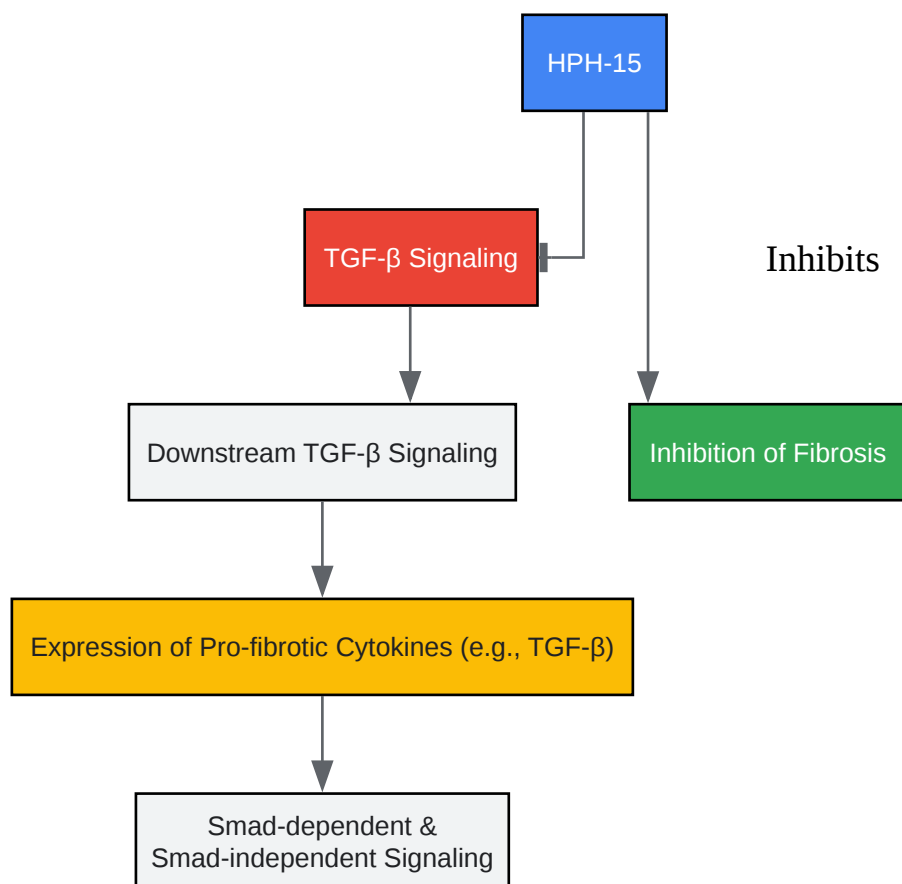 HPH-15
TGF-β Signaling
Inhibits
Downstream TGF-β Signaling
Inhibition of Fibrosis
Expression of Pro-fibrotic Cytokines (e.g., TGF-β)
Smad-dependent &
Smad-independent Signaling